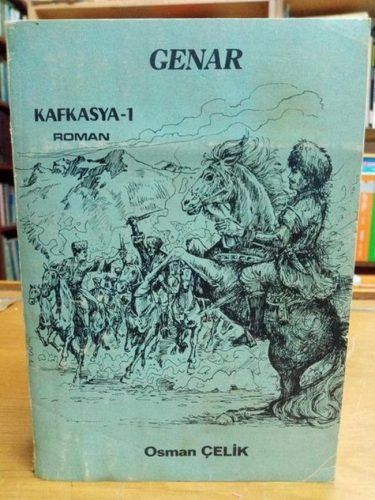 GENAR
KAFKASYA-1
ROMAN
Osman ÇELİK